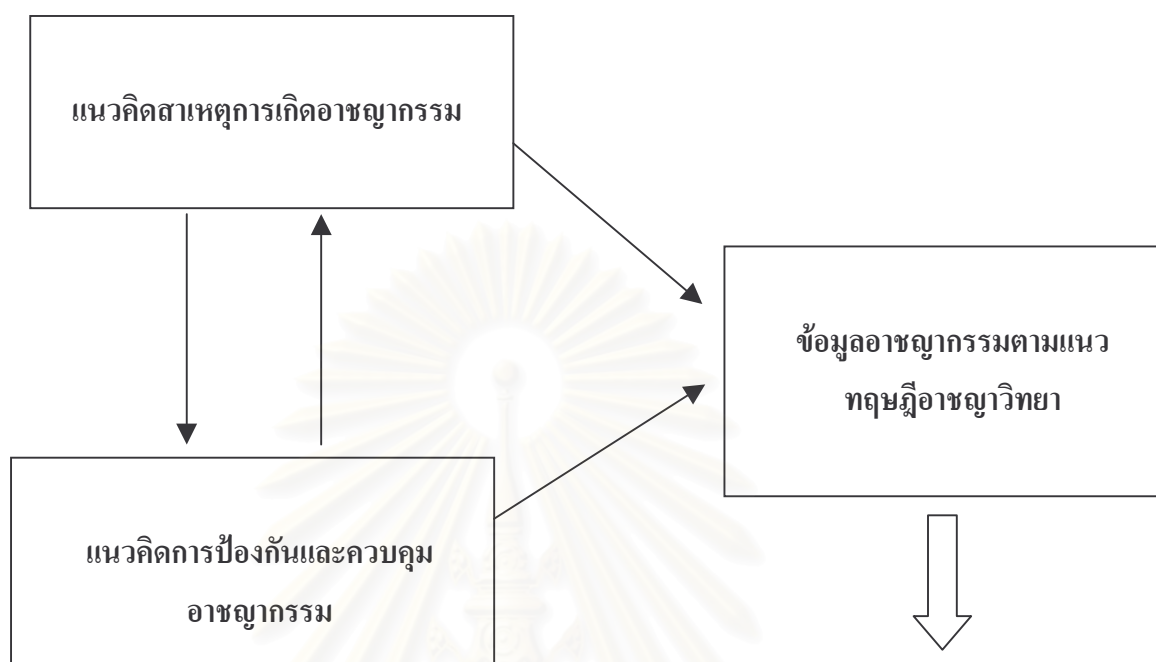 แนวคิดสาเหตุการเกิดอาชญากรรม
ข้อมูลอาชญากรรมตามแนว
ทฤษฎีอาชญาวิทยา
แนวคิดการป้องกันและควบคุม
อาชญากรรม